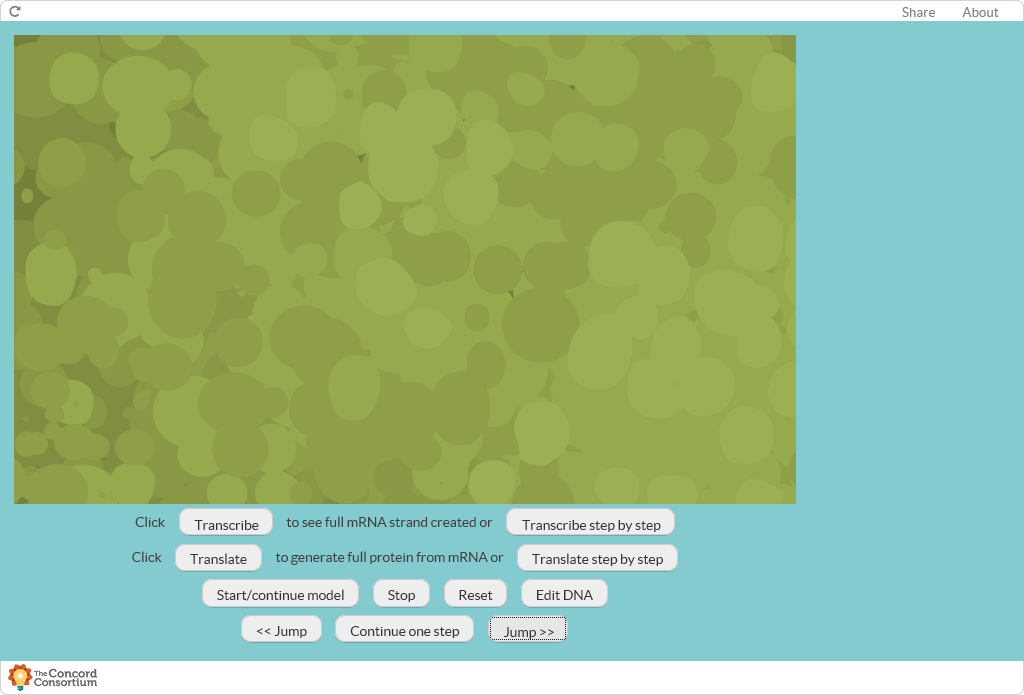 Share About
Click Transcribe to see full mRNA strand created or Transcribe step by step
Click Translate to generate full protein from mRNA or Translate step by step
Start/continue model Stop Reset Edit DNA
<< Jump Continue one step Jump >>
The Concord
Consortium